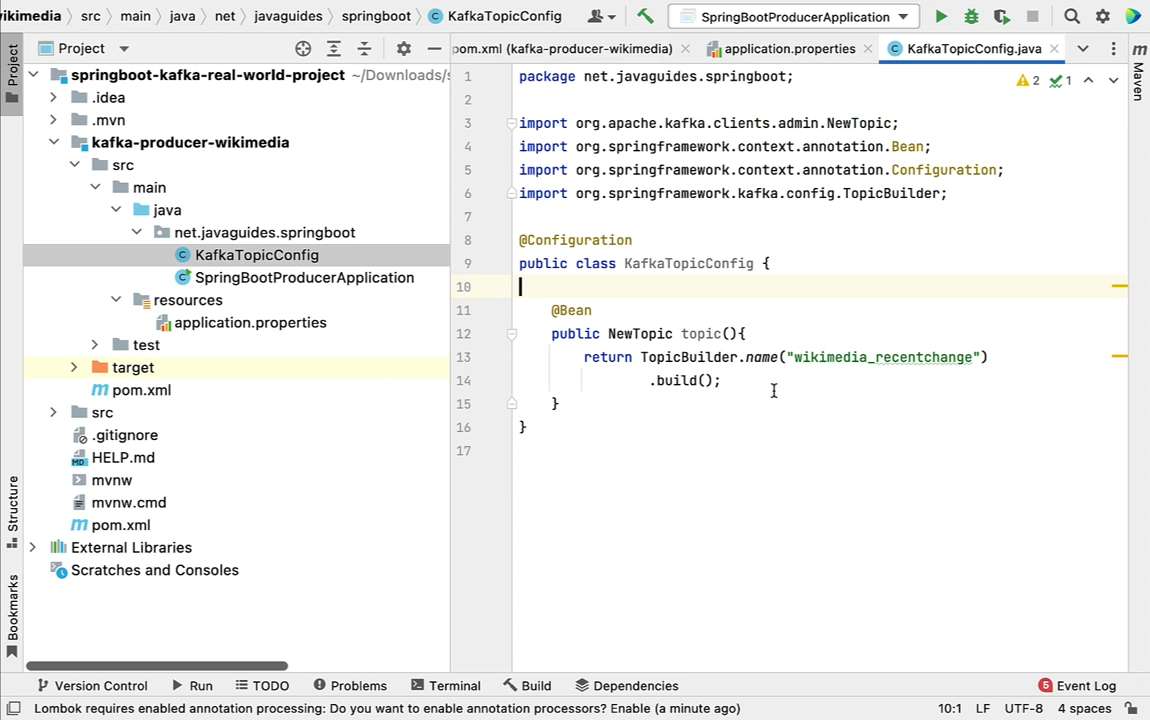 vikimedia › src › main › java › net › javaguides › springboot › KafkaTopicConfig SpringBootProducerApplication
Project
Project
pom.xml (kafka-producer-wikimedia) application.properties KafkaTopicConfig.java
Maven
springboot-kafka-real-world-project ~/Downloads/s
.idea
.mvn
kafka-producer-wikimedia
src
main
java
net.javaguides.springboot
KafkaTopicConfig
SpringBootProducerApplication
resources
application.properties
test
target
pom.xml
src
.gitignore
HELP.md
mvnw
mvnw.cmd
pom.xml
External Libraries
Scratches and Consoles
Structure
Bookmarks
2 1
1 package net.javaguides.springboot;
2
3 import org.apache.kafka.clients.admin.NewTopic;
4 import org.springframework.context.annotation.Bean;
5 import org.springframework.context.annotation.Configuration;
6 import org.springframework.kafka.config.TopicBuilder;
7
8 @Configuration
9 public class KafkaTopicConfig {
10
11 @Bean
12 public NewTopic topic(){
13 return TopicBuilder.name("wikimedia_recentchange")
14 .build();
15 }
16 }
17
Version Control Run TODO Problems Terminal Build Dependencies 5 Event Log
Lombok requires enabled annotation processing: Do you want to enable annotation processors? Enable (a minute ago) 10:1 LF UTF-8 4 spaces